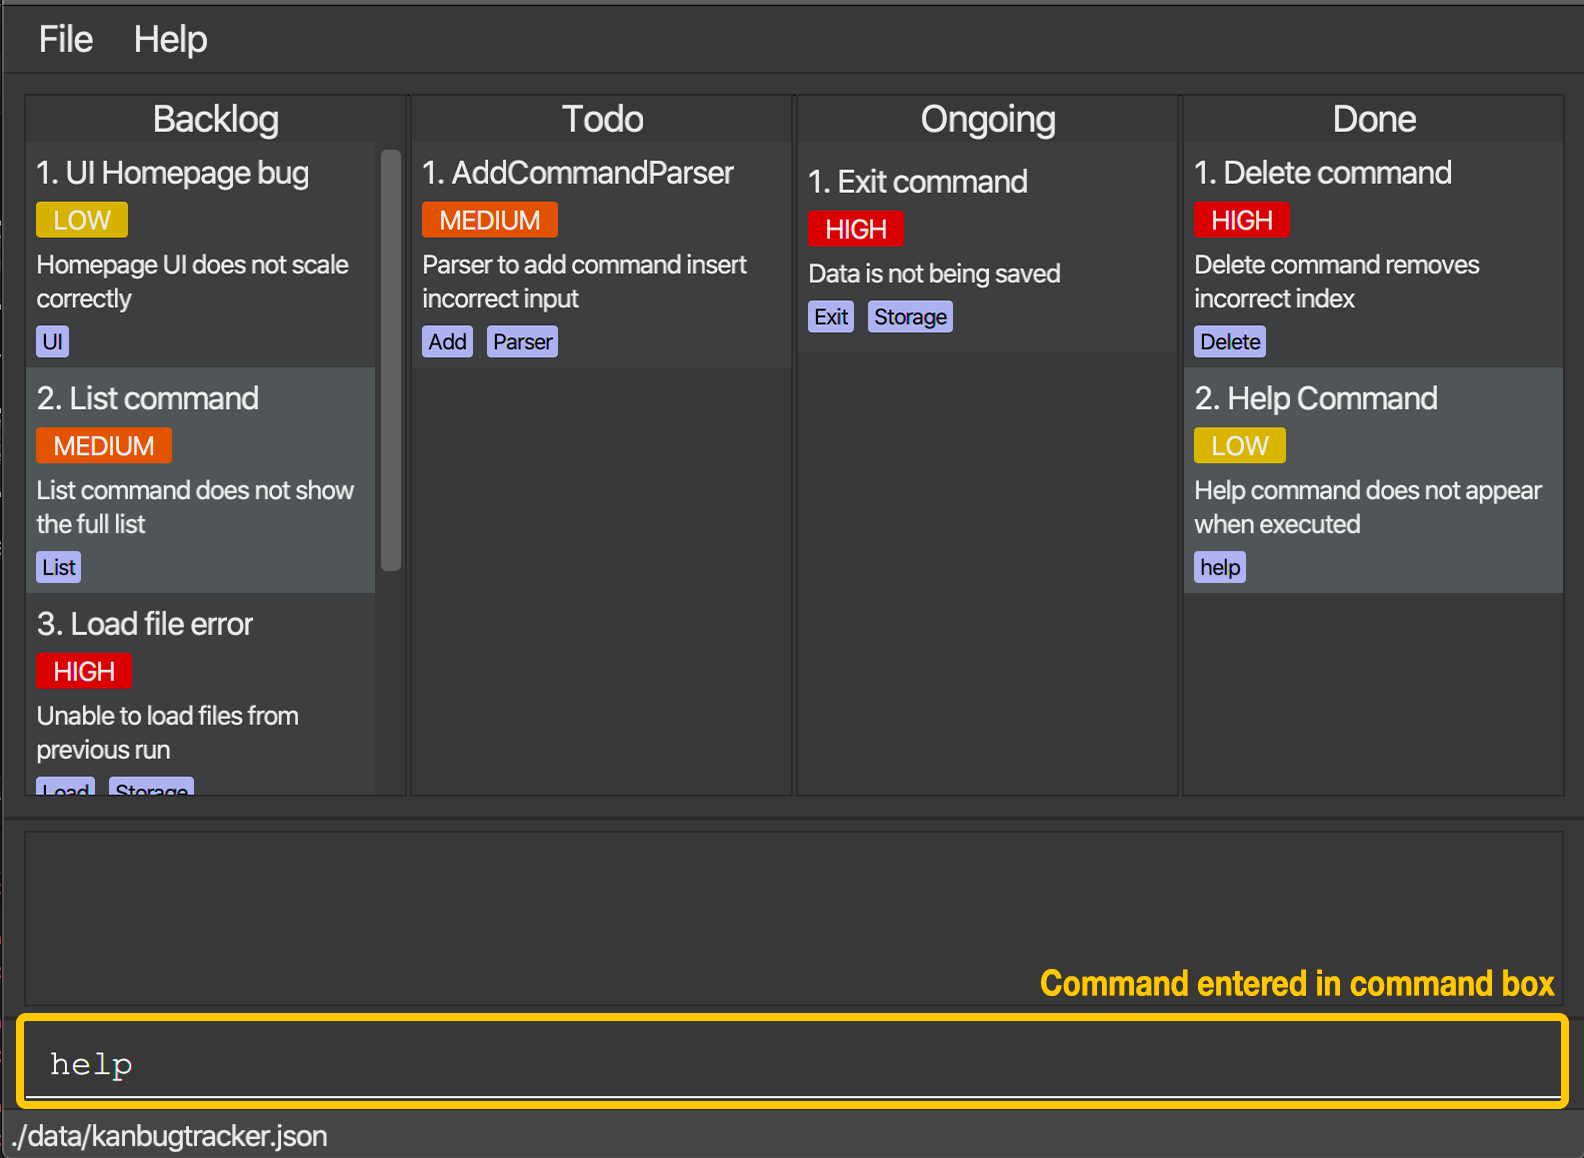 File Help
Backlog
1. UI Homepage bug
LOW
Homepage UI does not scale
correctly
UI
2. List command
MEDIUM
List command does not show
the full list
List
3. Load file error
HIGH
Unable to load files from
previous run
Load Storage
Todo
1. AddCommandParser
MEDIUM
Parser to add command insert
incorrect input
Add Parser
Ongoing
1. Exit command
HIGH
Data is not being saved
Exit Storage
Done
1. Delete command
HIGH
Delete command removes
incorrect index
Delete
2. Help Command
LOW
Help command does not appear
when executed
help
Command entered in command box
help
./data/kanbugtracker.json